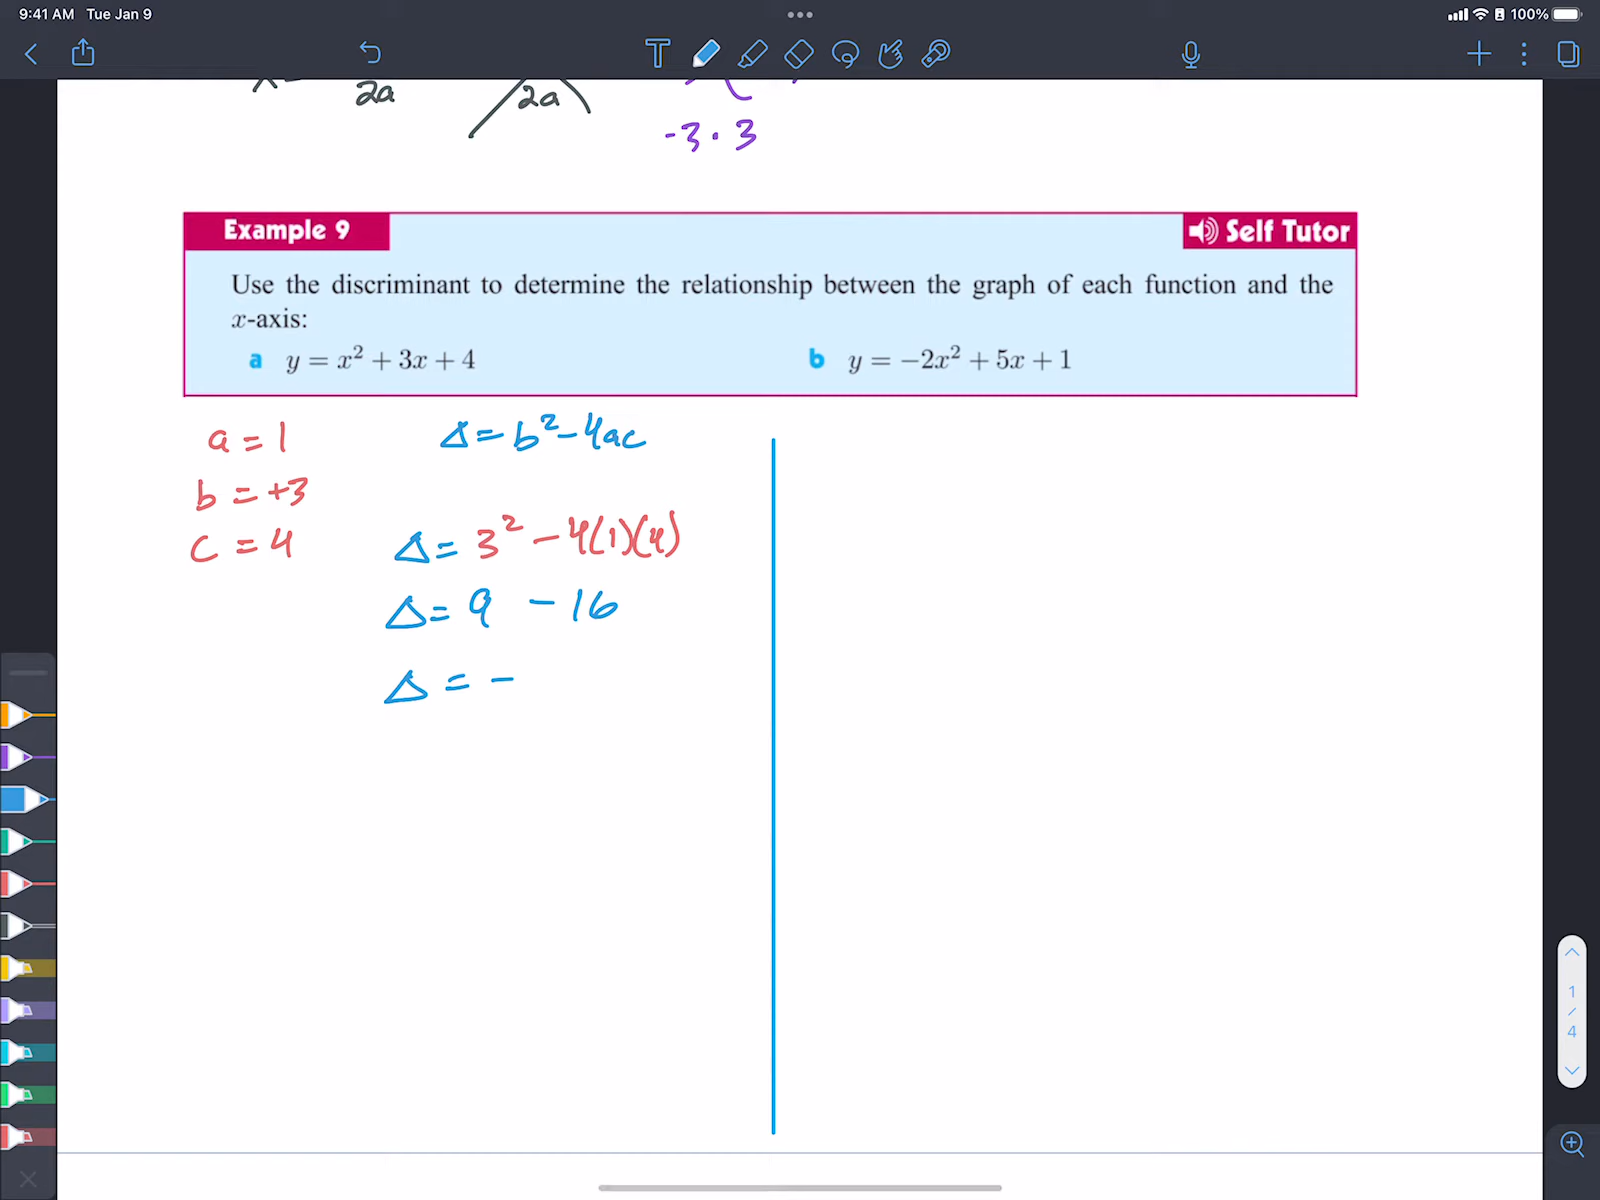 9:41 AM Tue Jan 9
100%
2a
2a
-3 · 3
Example 9
Self Tutor
Use the discriminant to determine the relationship between the graph of each function and the
x-axis:
a y = x² + 3x + 4
b y = −2x² + 5x + 1
a = 1
Δ = b² - 4ac
b = +3
c = 4
Δ = 3² - 4(1)(4)
Δ = 9 - 16
Δ = -
1
/
4